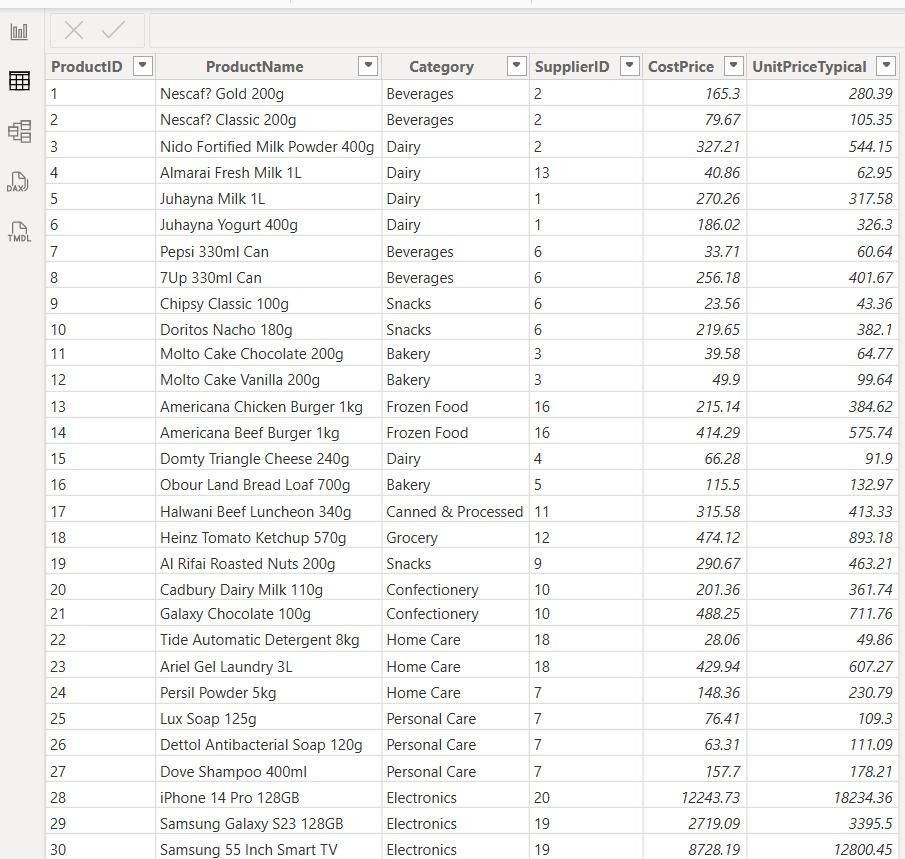 ProductID ProductName Category SupplierID CostPrice UnitPriceTypical
1 Nescaf? Gold 200g Beverages 2 165.3 280.39
2 Nescaf? Classic 200g Beverages 2 79.67 105.35
3 Nido Fortified Milk Powder 400g Dairy 2 327.21 544.15
4 Almarai Fresh Milk 1L Dairy 13 40.86 62.95
5 Juhayna Milk 1L Dairy 1 270.26 317.58
6 Juhayna Yogurt 400g Dairy 1 186.02 326.3
7 Pepsi 330ml Can Beverages 6 33.71 60.64
DAX
8 7Up 330ml Can Beverages 6 256.18 401.67
TMDL
9 Chipsy Classic 100g Snacks 6 23.56 43.36
10 Doritos Nacho 180g Snacks 6 219.65 382.1
11 Molto Cake Chocolate 200g Bakery 3 39.58 64.77
12 Molto Cake Vanilla 200g Bakery 3 49.9 99.64
13 Americana Chicken Burger 1kg Frozen Food 16 215.14 384.62
14 Americana Beef Burger 1kg Frozen Food 16 414.29 575.74
15 Domty Triangle Cheese 240g Dairy 4 66.28 91.9
16 Obour Land Bread Loaf 700g Bakery 5 115.5 132.97
17 Halwani Beef Luncheon 340g Canned & Processed 11 315.58 413.33
18 Heinz Tomato Ketchup 570g Grocery 12 474.12 893.18
19 Al Rifai Roasted Nuts 200g Snacks 9 290.67 463.21
20 Cadbury Dairy Milk 110g Confectionery 10 201.36 361.74
21 Galaxy Chocolate 100g Confectionery 10 488.25 711.76
22 Tide Automatic Detergent 8kg Home Care 18 28.06 49.86
23 Ariel Gel Laundry 3L Home Care 18 429.94 607.27
24 Persil Powder 5kg Home Care 7 148.36 230.79
25 Lux Soap 125g Personal Care 7 76.41 109.3
26 Dettol Antibacterial Soap 120g Personal Care 7 63.31 111.09
27 Dove Shampoo 400ml Personal Care 7 157.7 178.21
28 iPhone 14 Pro 128GB Electronics 20 12243.73 18234.36
29 Samsung Galaxy S23 128GB Electronics 19 2719.09 3395.5
30 Samsung 55 Inch Smart TV Electronics 19 8728.19 12800.45